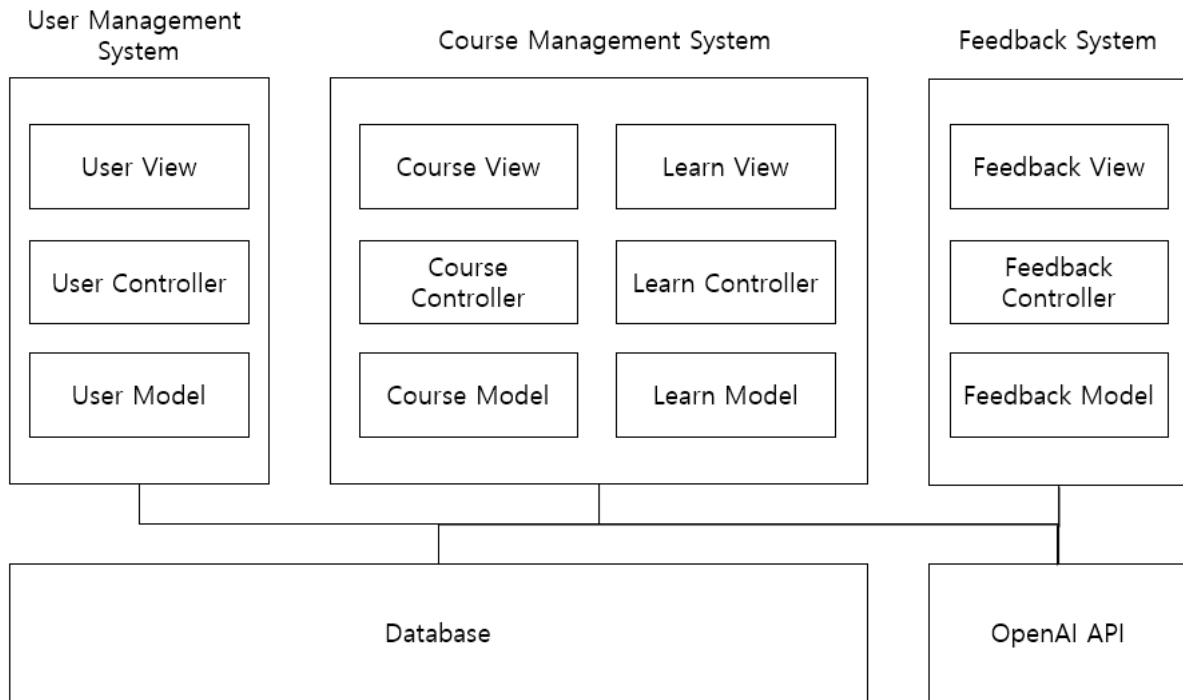 User Management
System
Course Management System
Feedback System
User View
Course View
Learn View
Feedback View
User Controller
Course
Controller
Learn Controller
Feedback
Controller
User Model
Course Model
Learn Model
Feedback Model
Database
OpenAI API